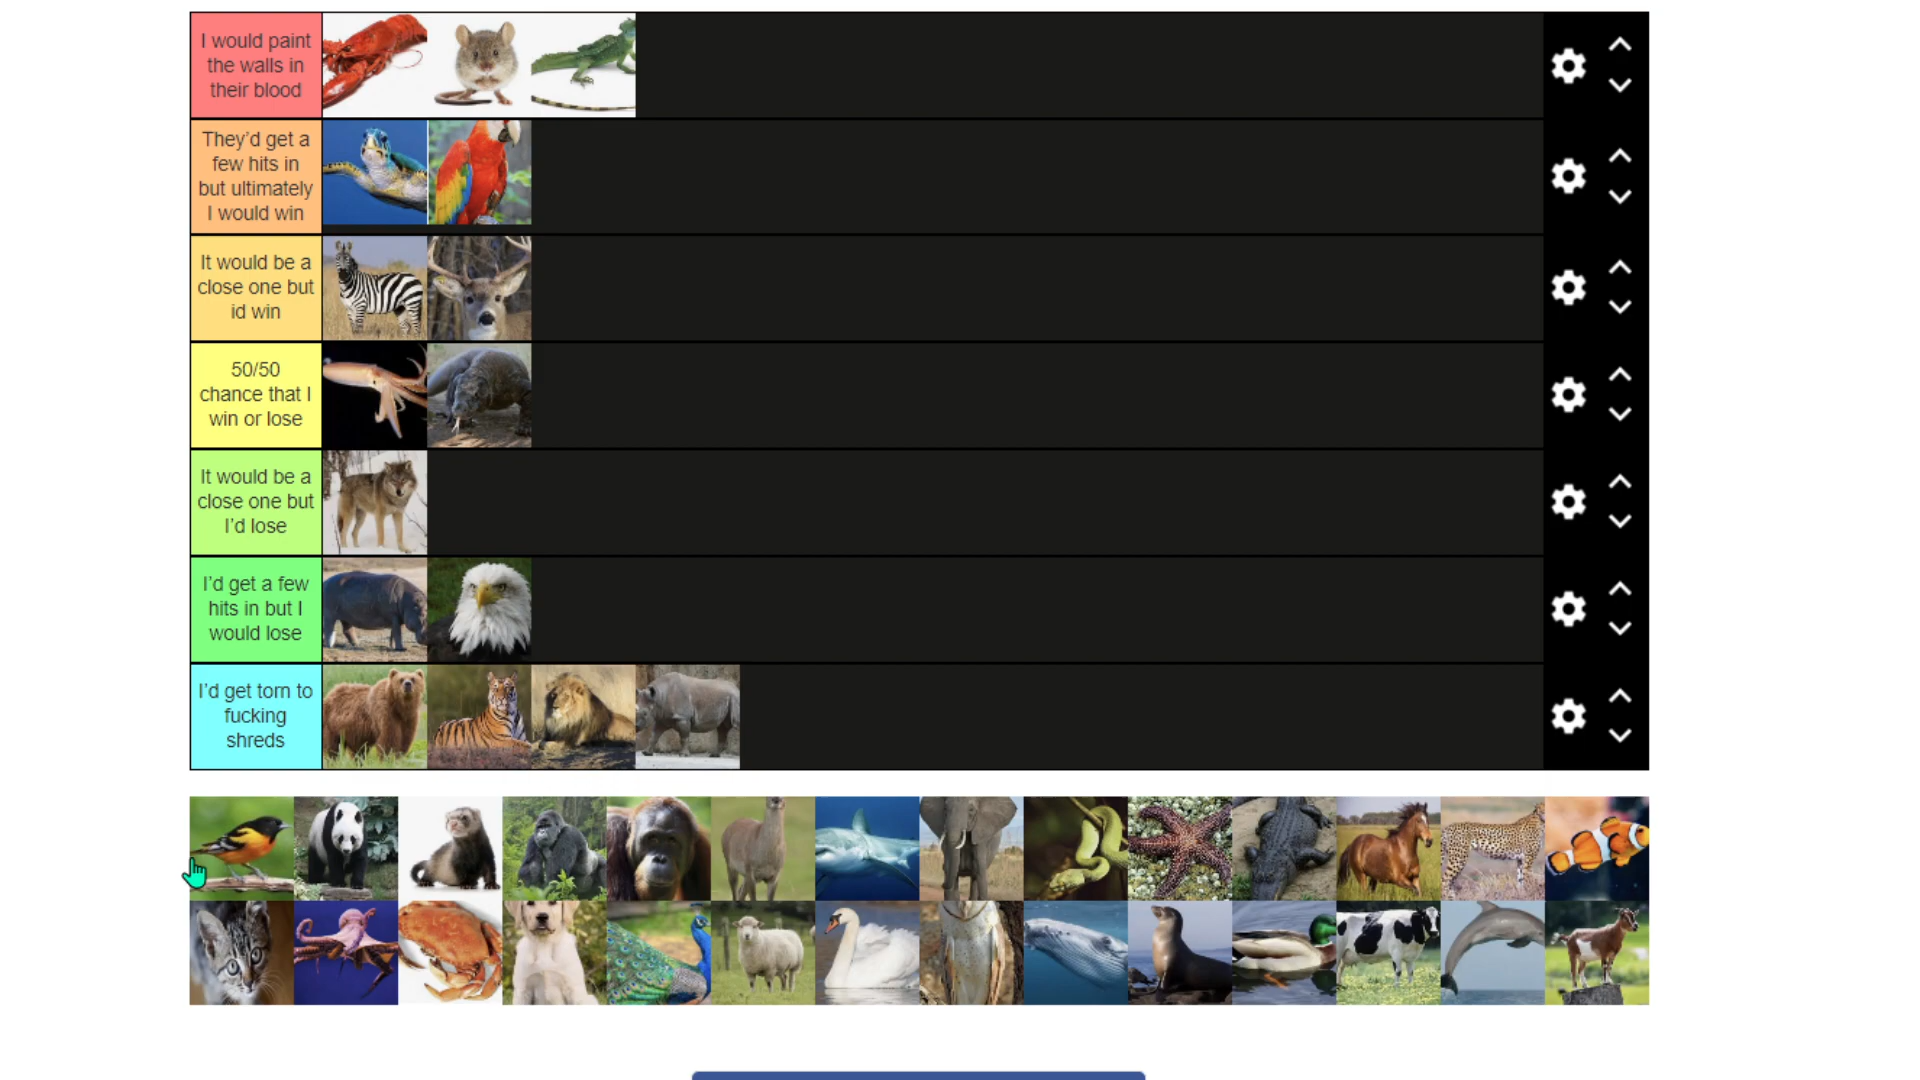 I would paint
the walls in
their blood
They’d get a
few hits in
but ultimately
I would win
It would be a
close one but
id win
50/50
chance that I
win or lose
It would be a
close one but
I’d lose
I’d get a few
hits in but I
would lose
I’d get torn to
fucking
shreds